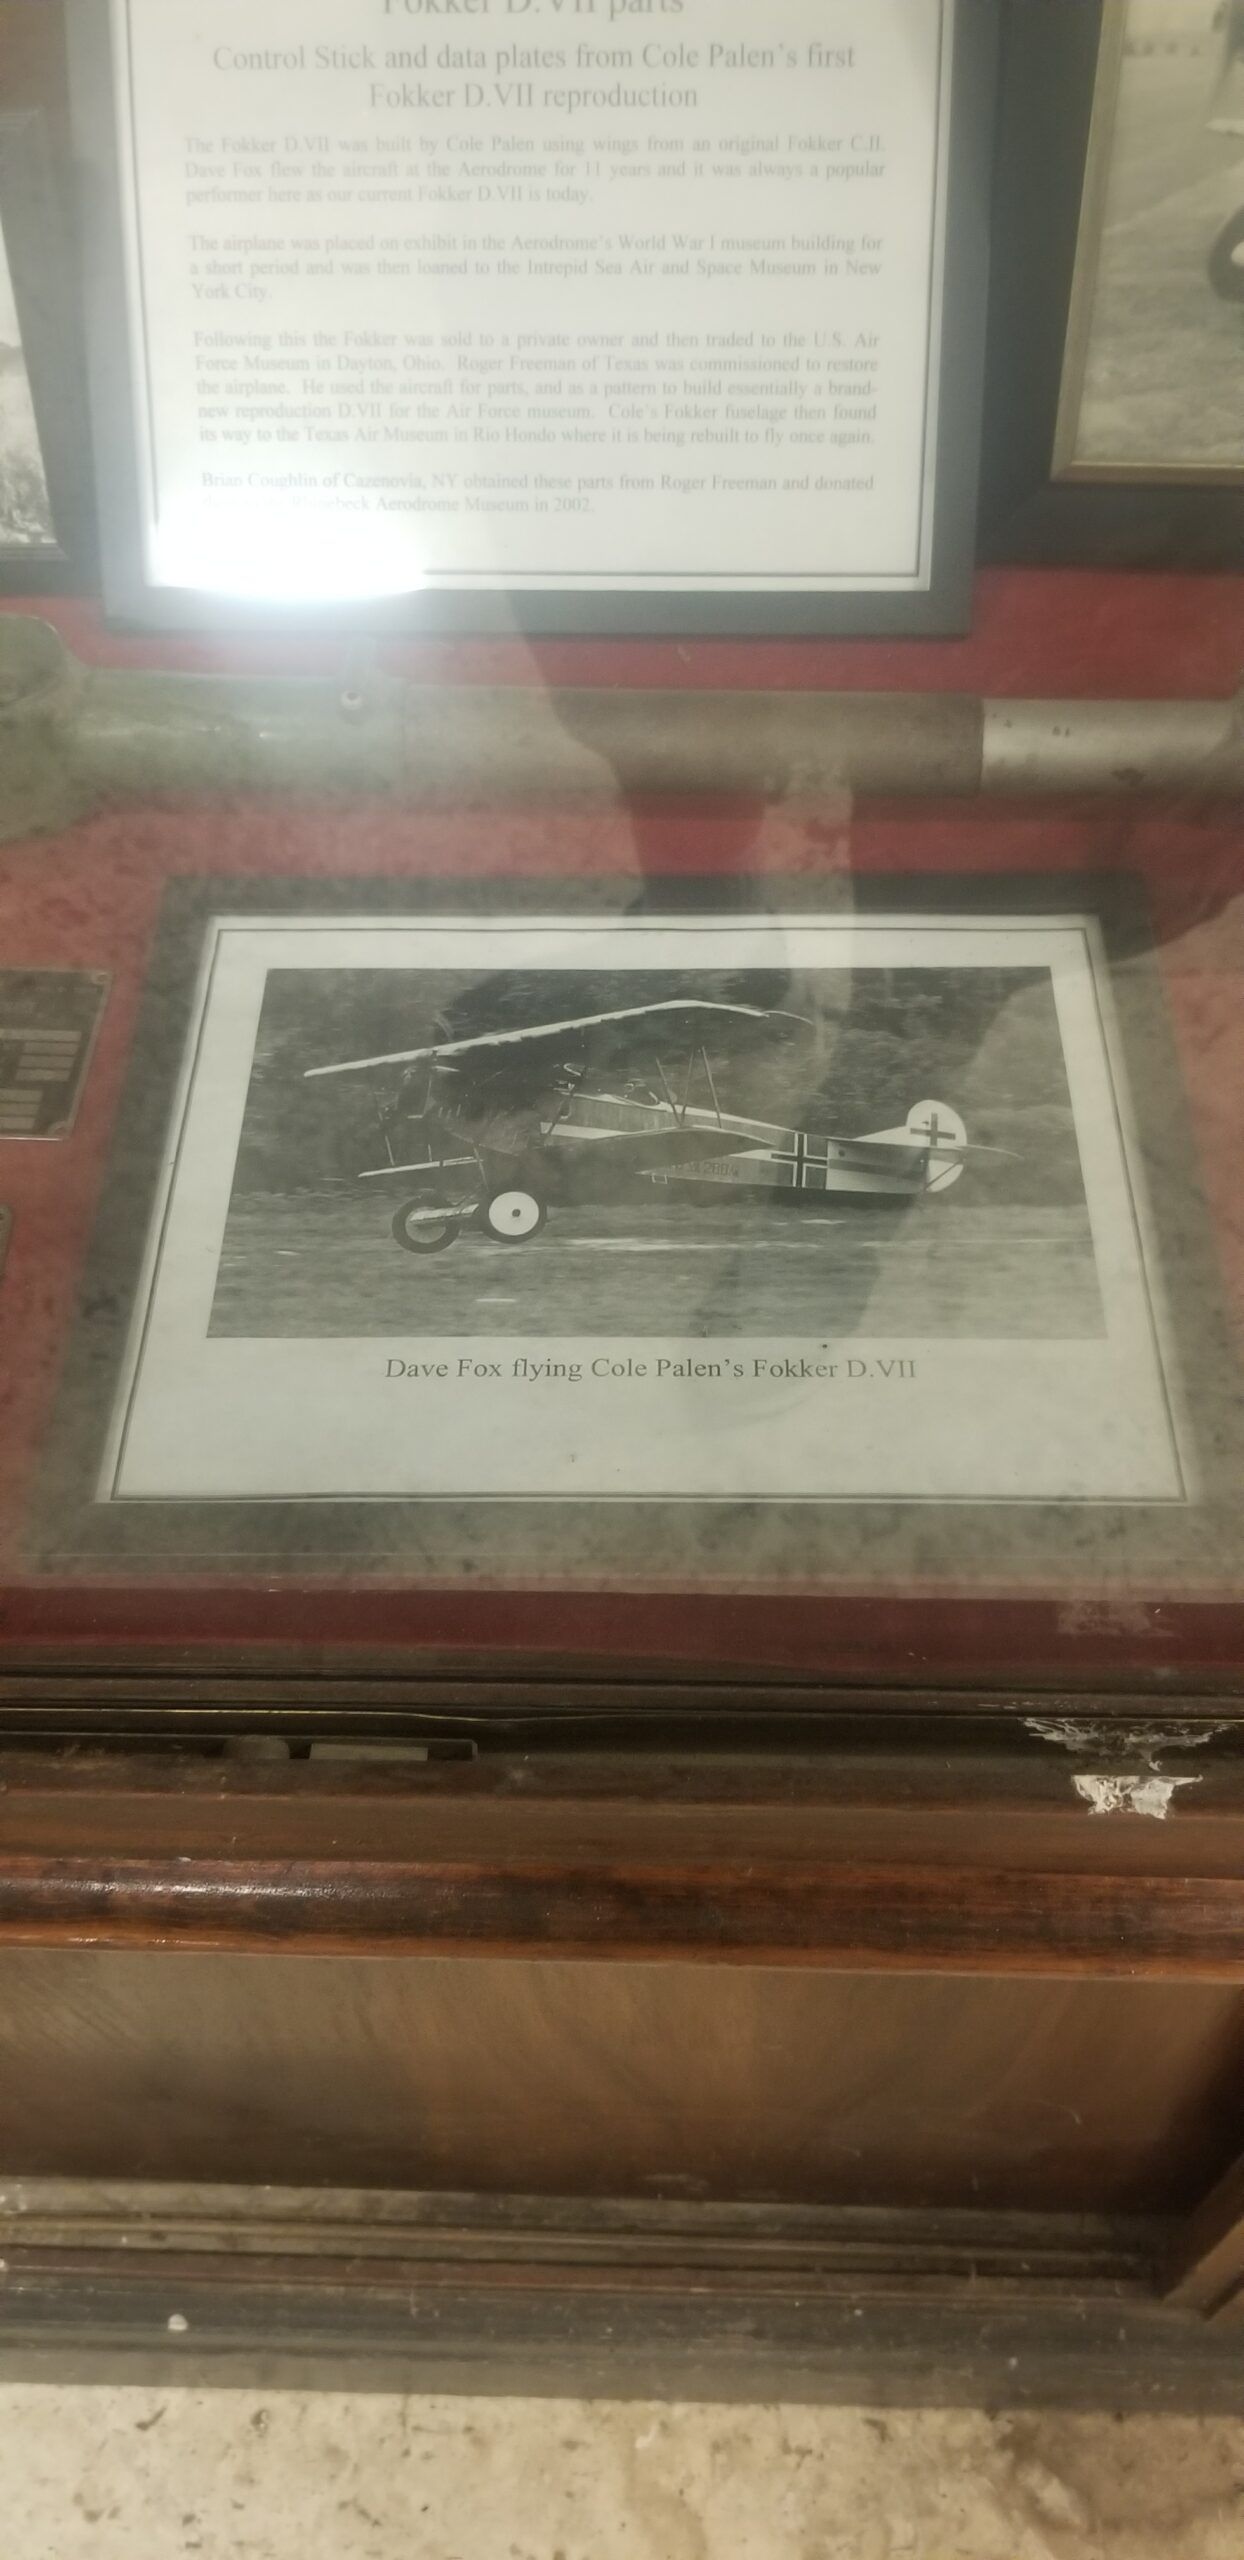 Fokker D.VII parts
Control Stick and data plates from Cole Palen's first
Fokker D.VII reproduction
The Fokker D.VII was built by Cole Palen using wings from an original Fokker C.II.
Dave Fox flew the aircraft at the Aerodrome for 11 years and it was always a popular
performer here as our current Fokker D.VII is today.
The airplane was placed on exhibit in the Aerodrome's World War I museum building for
a short period and was then loaned to the Intrepid Sea Air and Space Museum in New
York City.
Following this the Fokker was sold to a private owner and then traded to the U.S. Air
Force Museum in Dayton, Ohio. Roger Freeman of Texas was commissioned to restore
the airplane. He used the aircraft for parts, and as a pattern to build essentially a brand-
new reproduction D.VII for the Air Force museum. Cole's Fokker fuselage then found
its way to the Texas Air Museum in Rio Hondo where it is being rebuilt to fly once again.
Brian Coughlin of Cazenovia, NY obtained these parts from Roger Freeman and donated
Rhinebeck Aerodrome Museum in 2002.
Dave Fox flying Cole Palen's Fokker D.VII